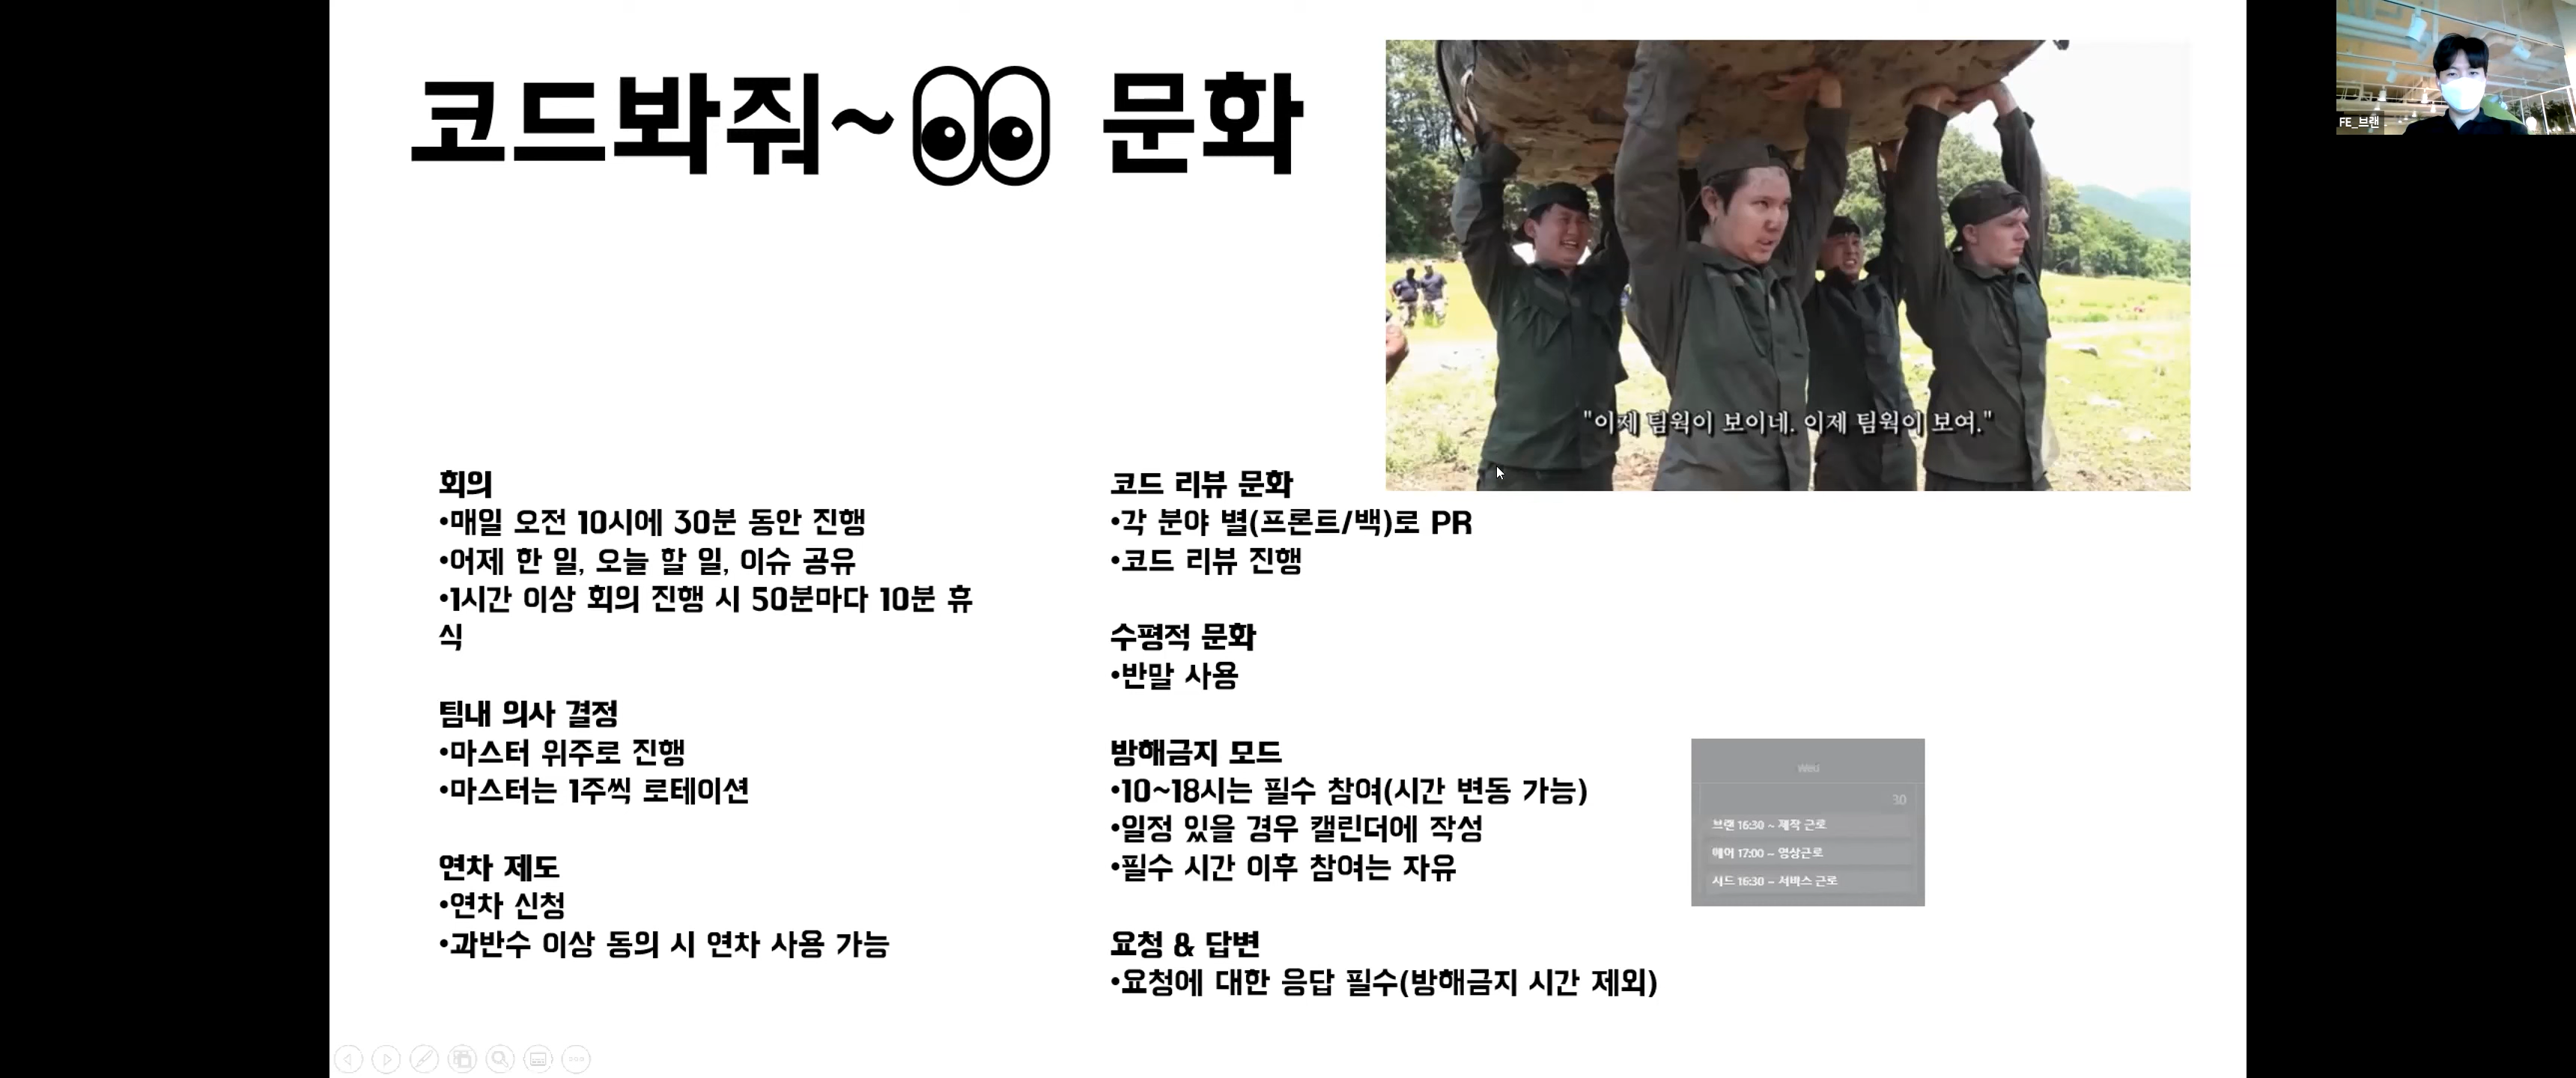 코드봐줘~👀 문화
"이제 팀웍이 보이네. 이제 팀웍이 보여."
FE_브랜
회의
•매일 오전 10시에 30분 동안 진행
•어제 한 일, 오늘 할 일, 이슈 공유
•1시간 이상 회의 진행 시 50분마다 10분 휴
식
팀내 의사 결정
•마스터 위주로 진행
•마스터는 1주씩 로테이션
연차 제도
•연차 신청
•과반수 이상 동의 시 연차 사용 가능
코드 리뷰 문화
•각 분야 별(프론트/백)로 PR
•코드 리뷰 진행
수평적 문화
•반말 사용
방해금지 모드
•10~18시는 필수 참여(시간 변동 가능)
•일정 있을 경우 캘린더에 작성
•필수 시간 이후 참여는 자유
요청 & 답변
•요청에 대한 응답 필수(방해금지 시간 제외)
Wed
30
브랜 16:30 ~ 제작 근로
17:00 ~ 영상근로
시드 16:30 ~ 서비스 근로